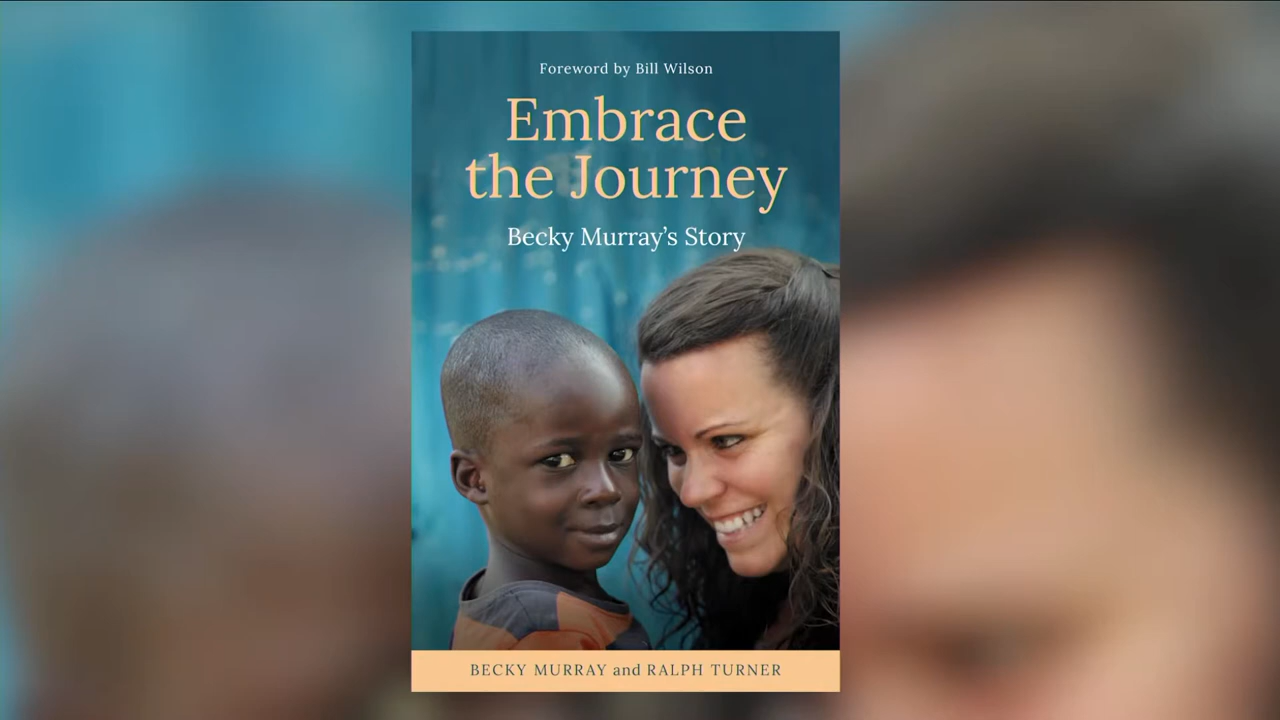 Foreword by Bill Wilson
Embrace
the Journey
Becky Murray's Story
BECKY MURRAY and RALPH TURNER